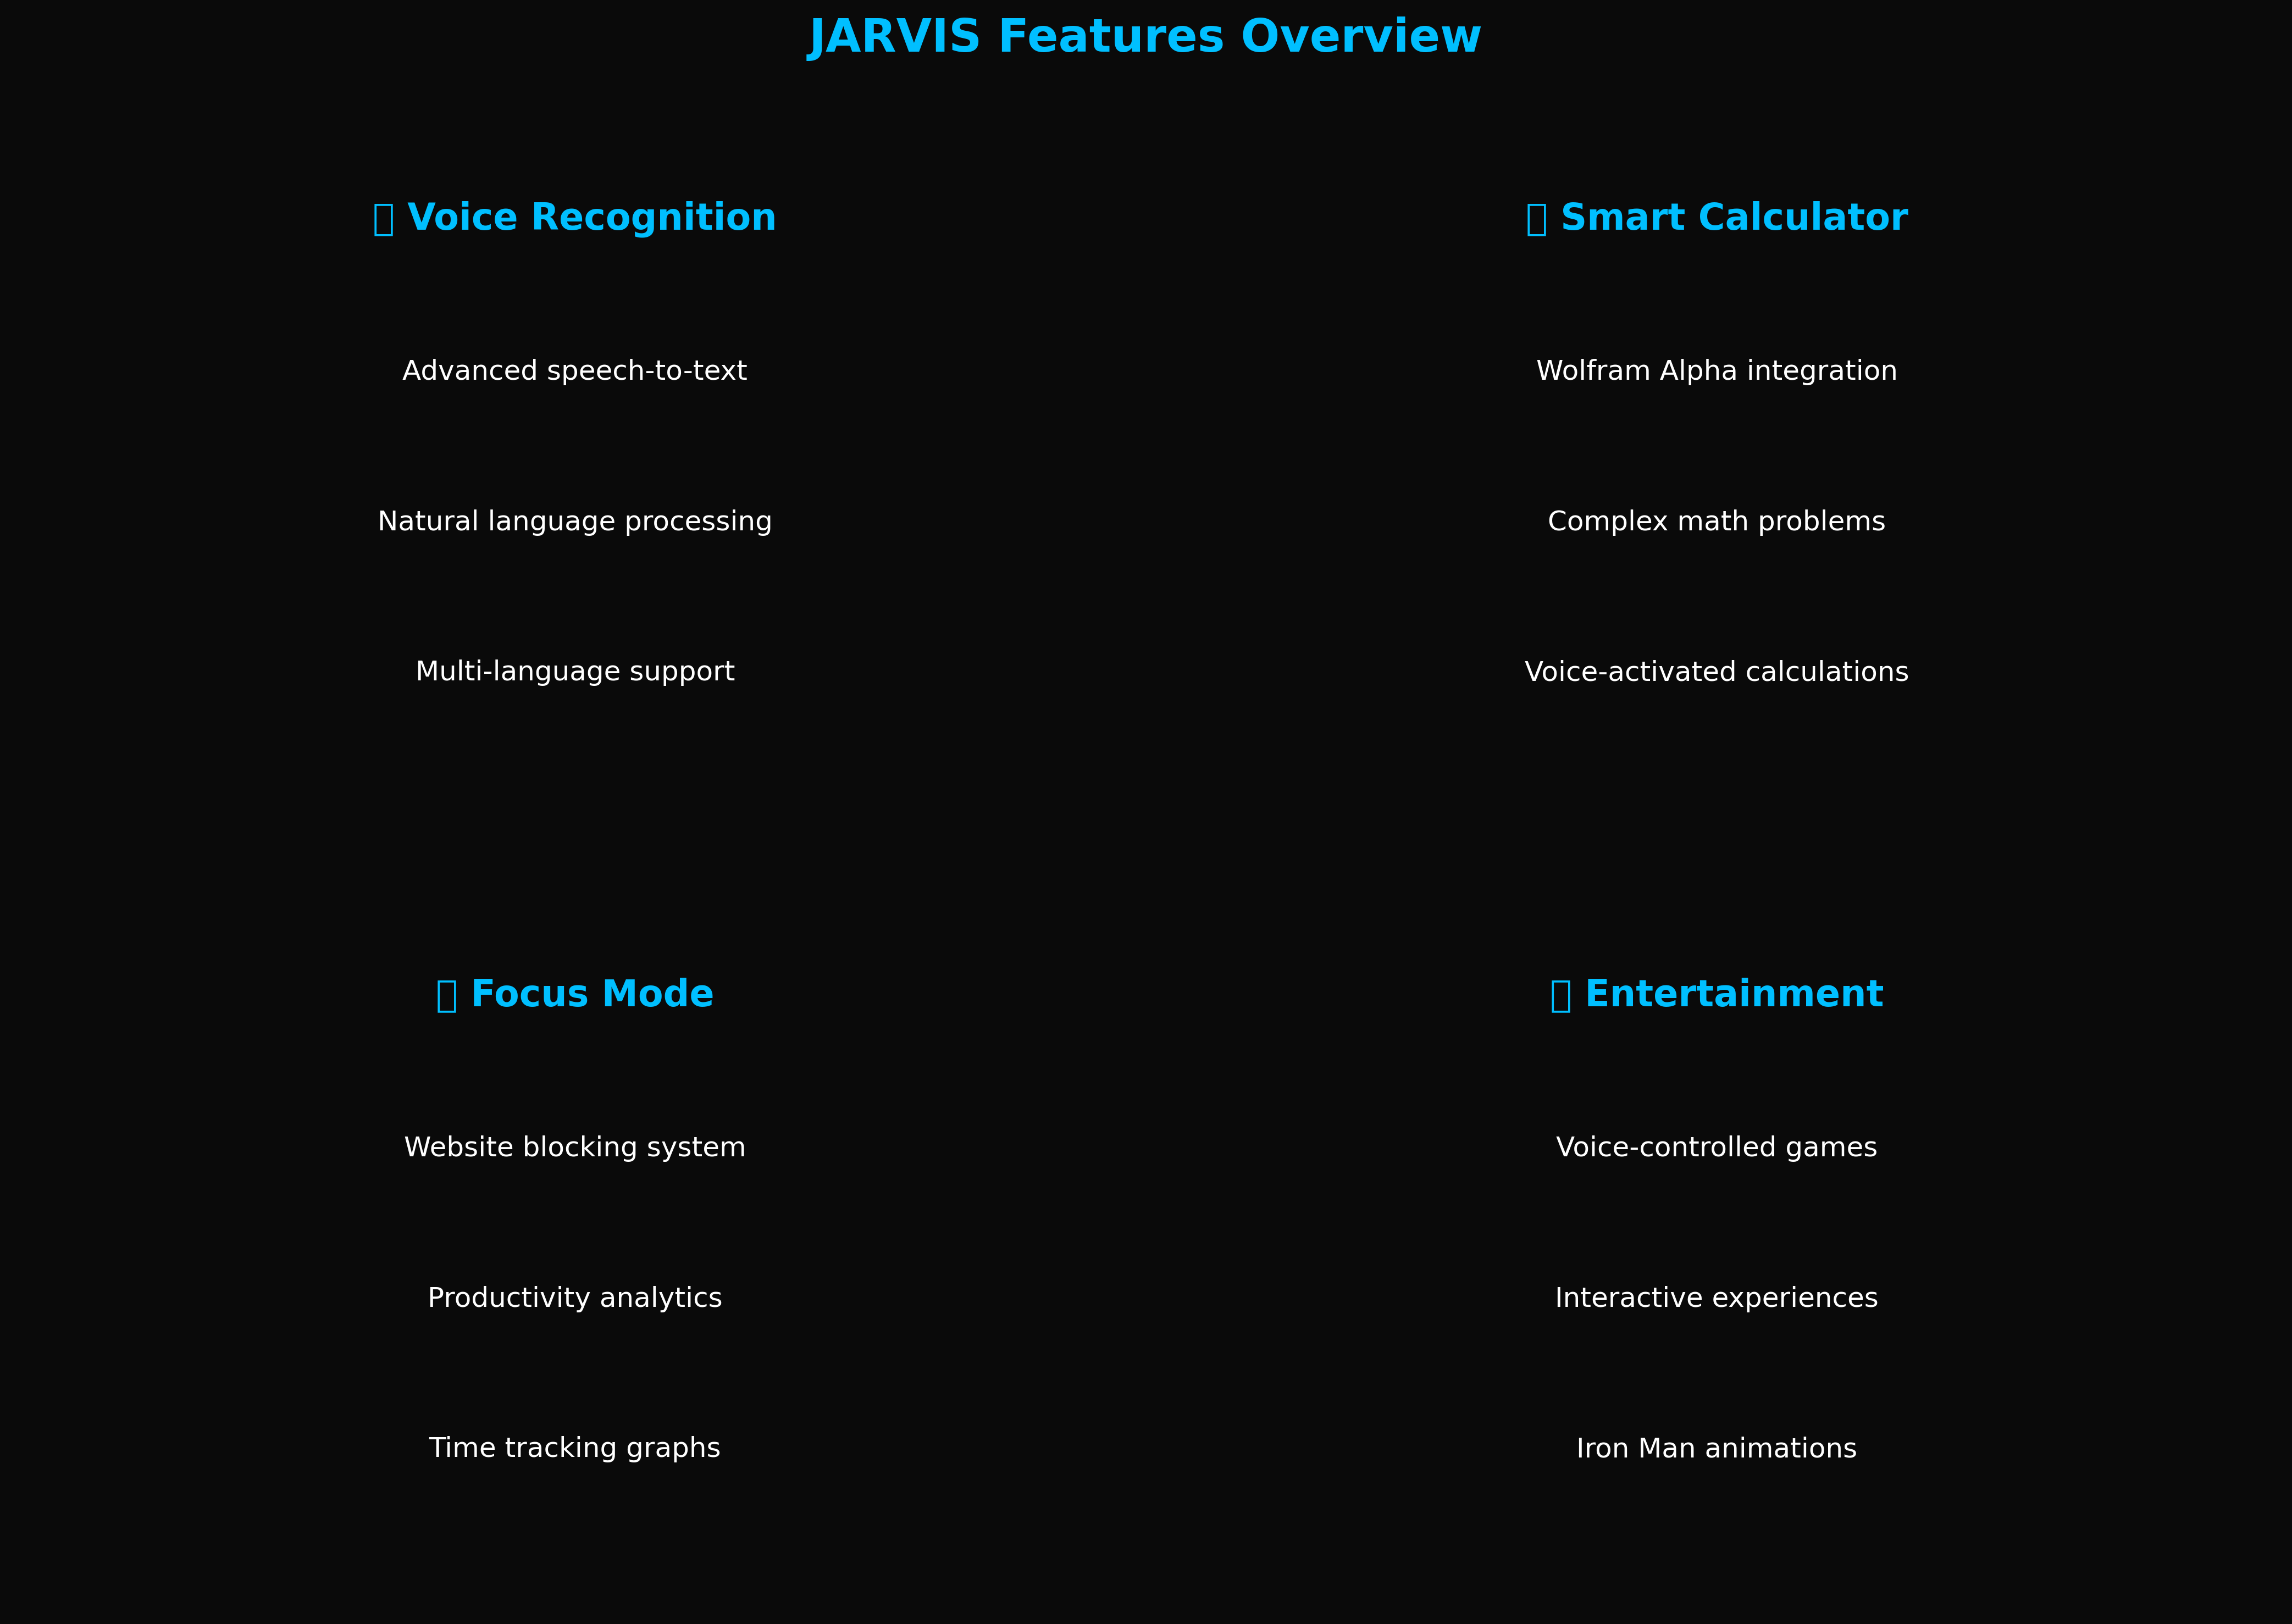 JARVIS Features Overview
Voice Recognition
Advanced speech-to-text
Natural language processing
Multi-language support
Smart Calculator
Wolfram Alpha integration
Complex math problems
Voice-activated calculations
Focus Mode
Website blocking system
Productivity analytics
Time tracking graphs
Entertainment
Voice-controlled games
Interactive experiences
Iron Man animations